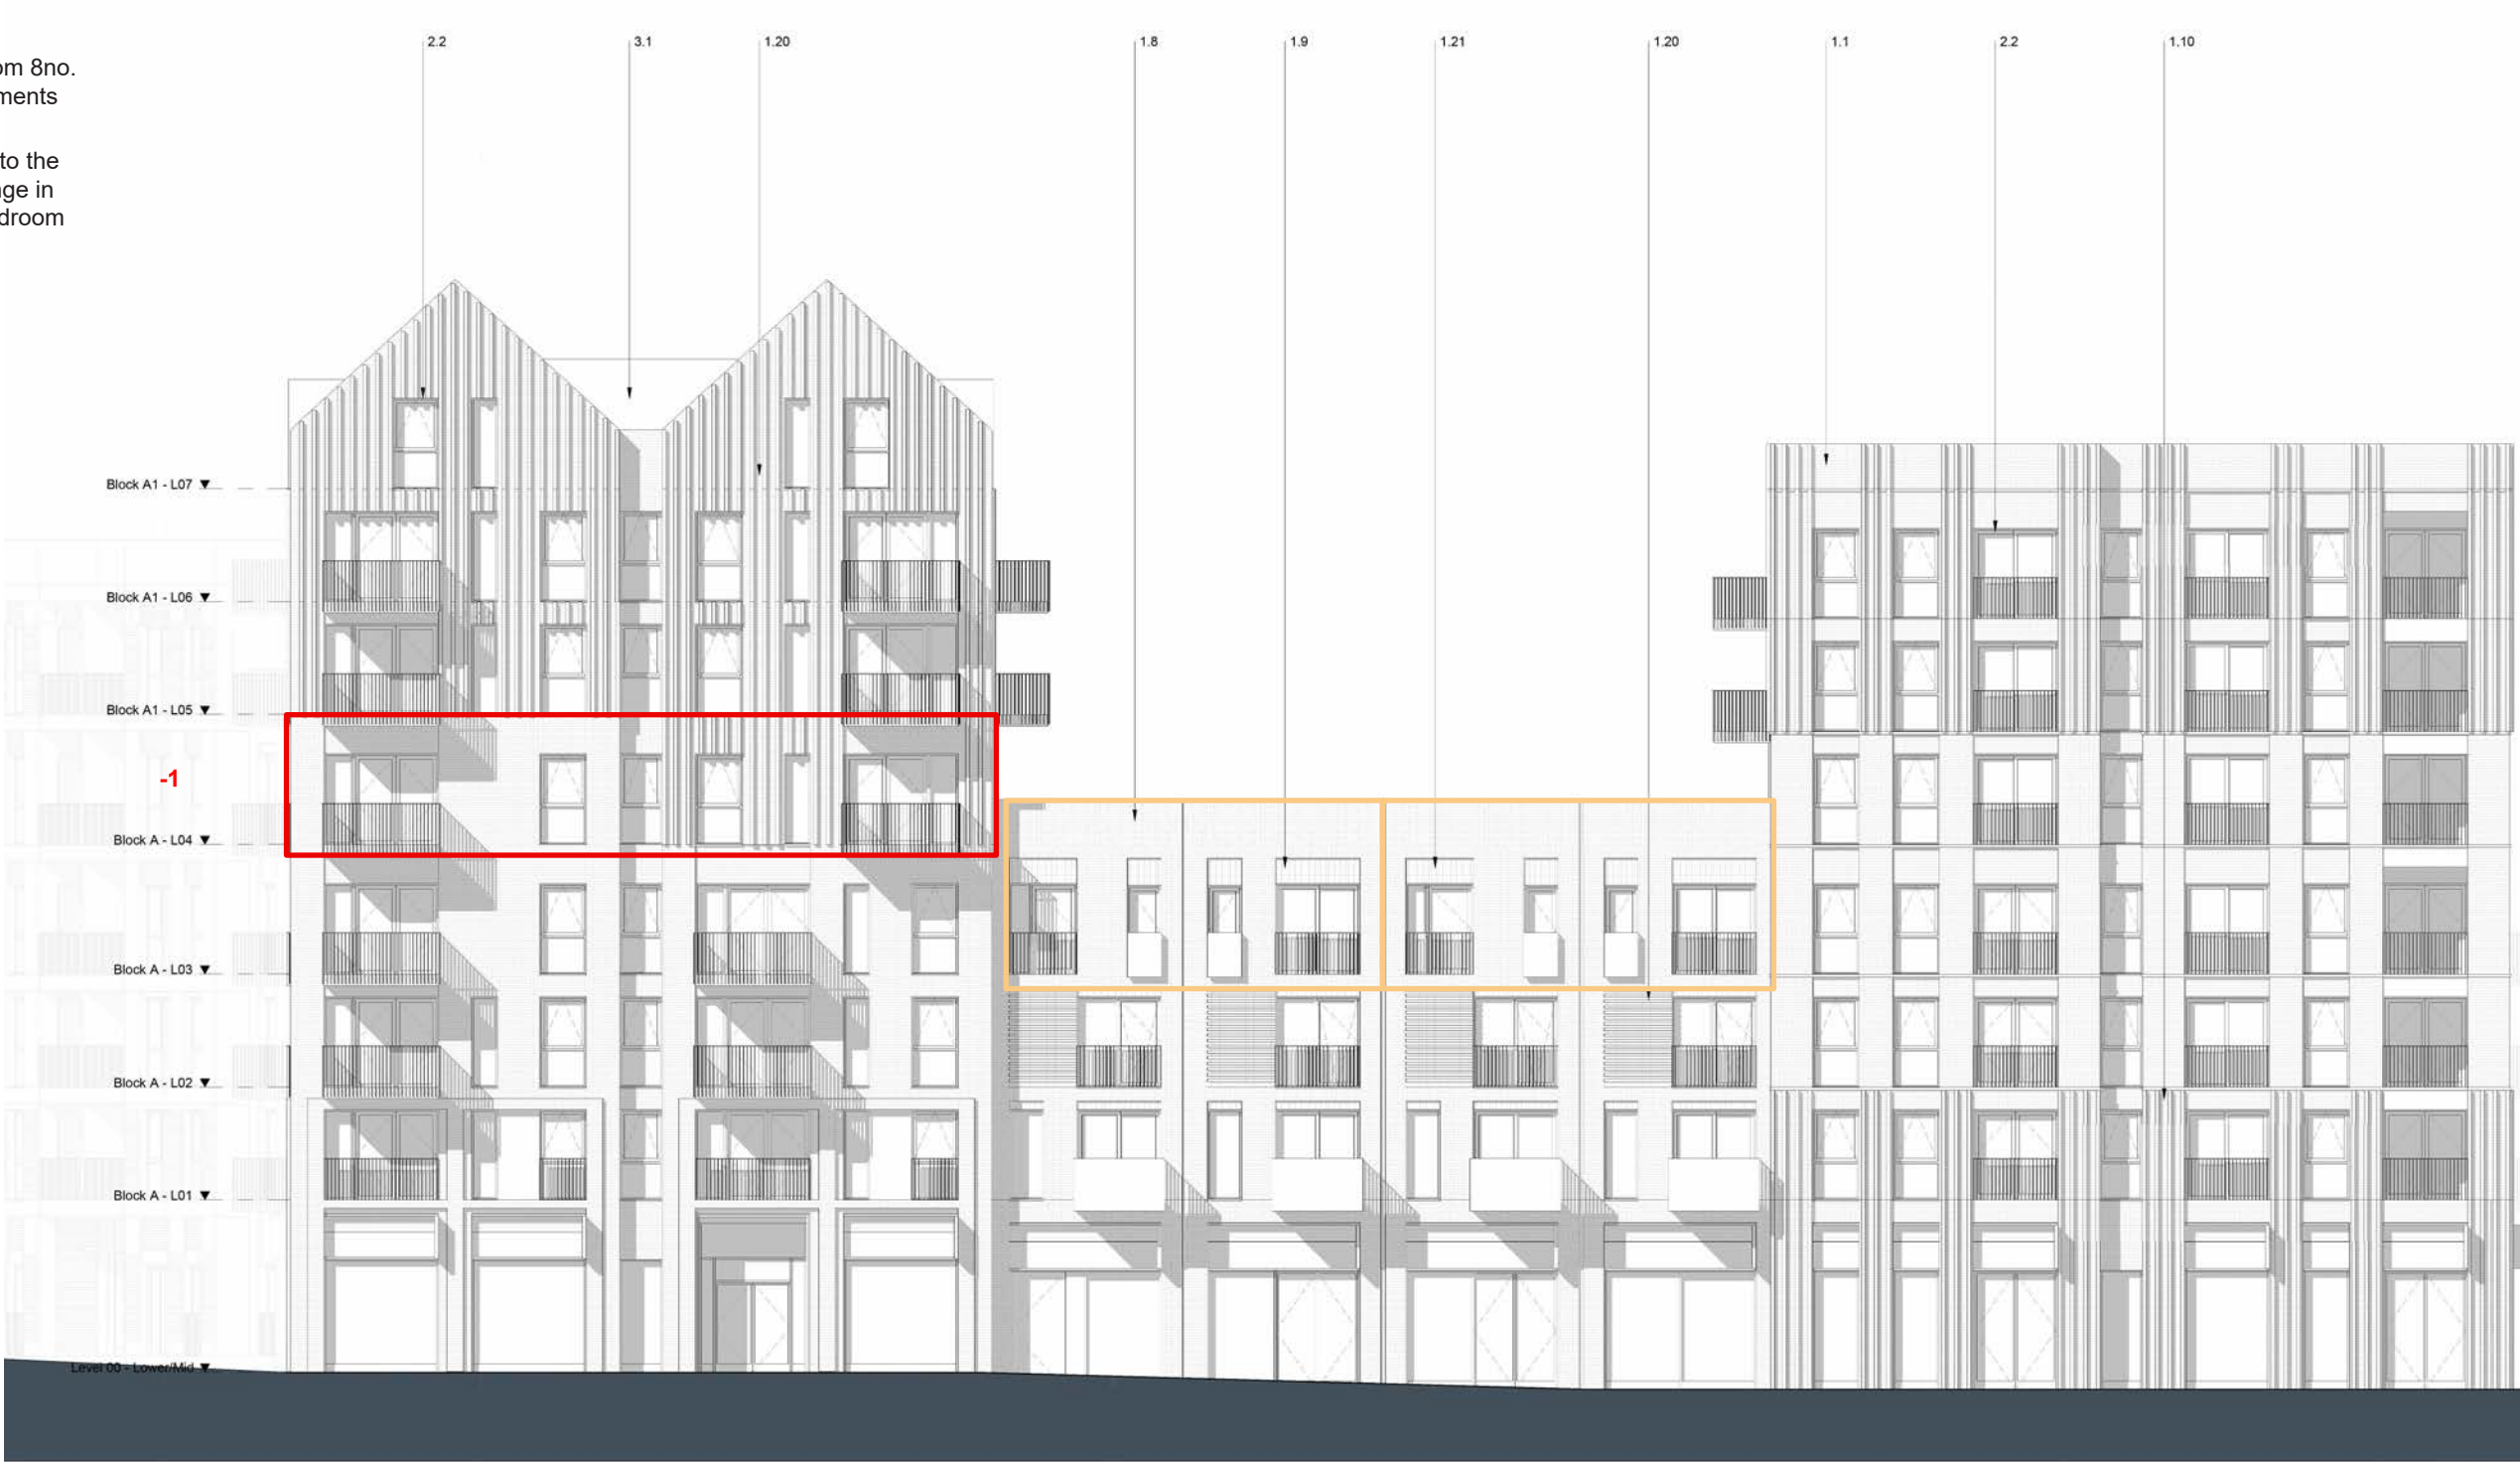 2.2 3.1 1.20 1.8 1.9 1.21 1.20 1.1 2.2 1.10
om 8no.
ments
to the
nge in
droom
Block A1 - L07
Block A1 - L06
Block A1 - L05
-1
Block A - L04
Block A - L03
Block A - L02
Block A - L01
Level 00 - Lower/Mid